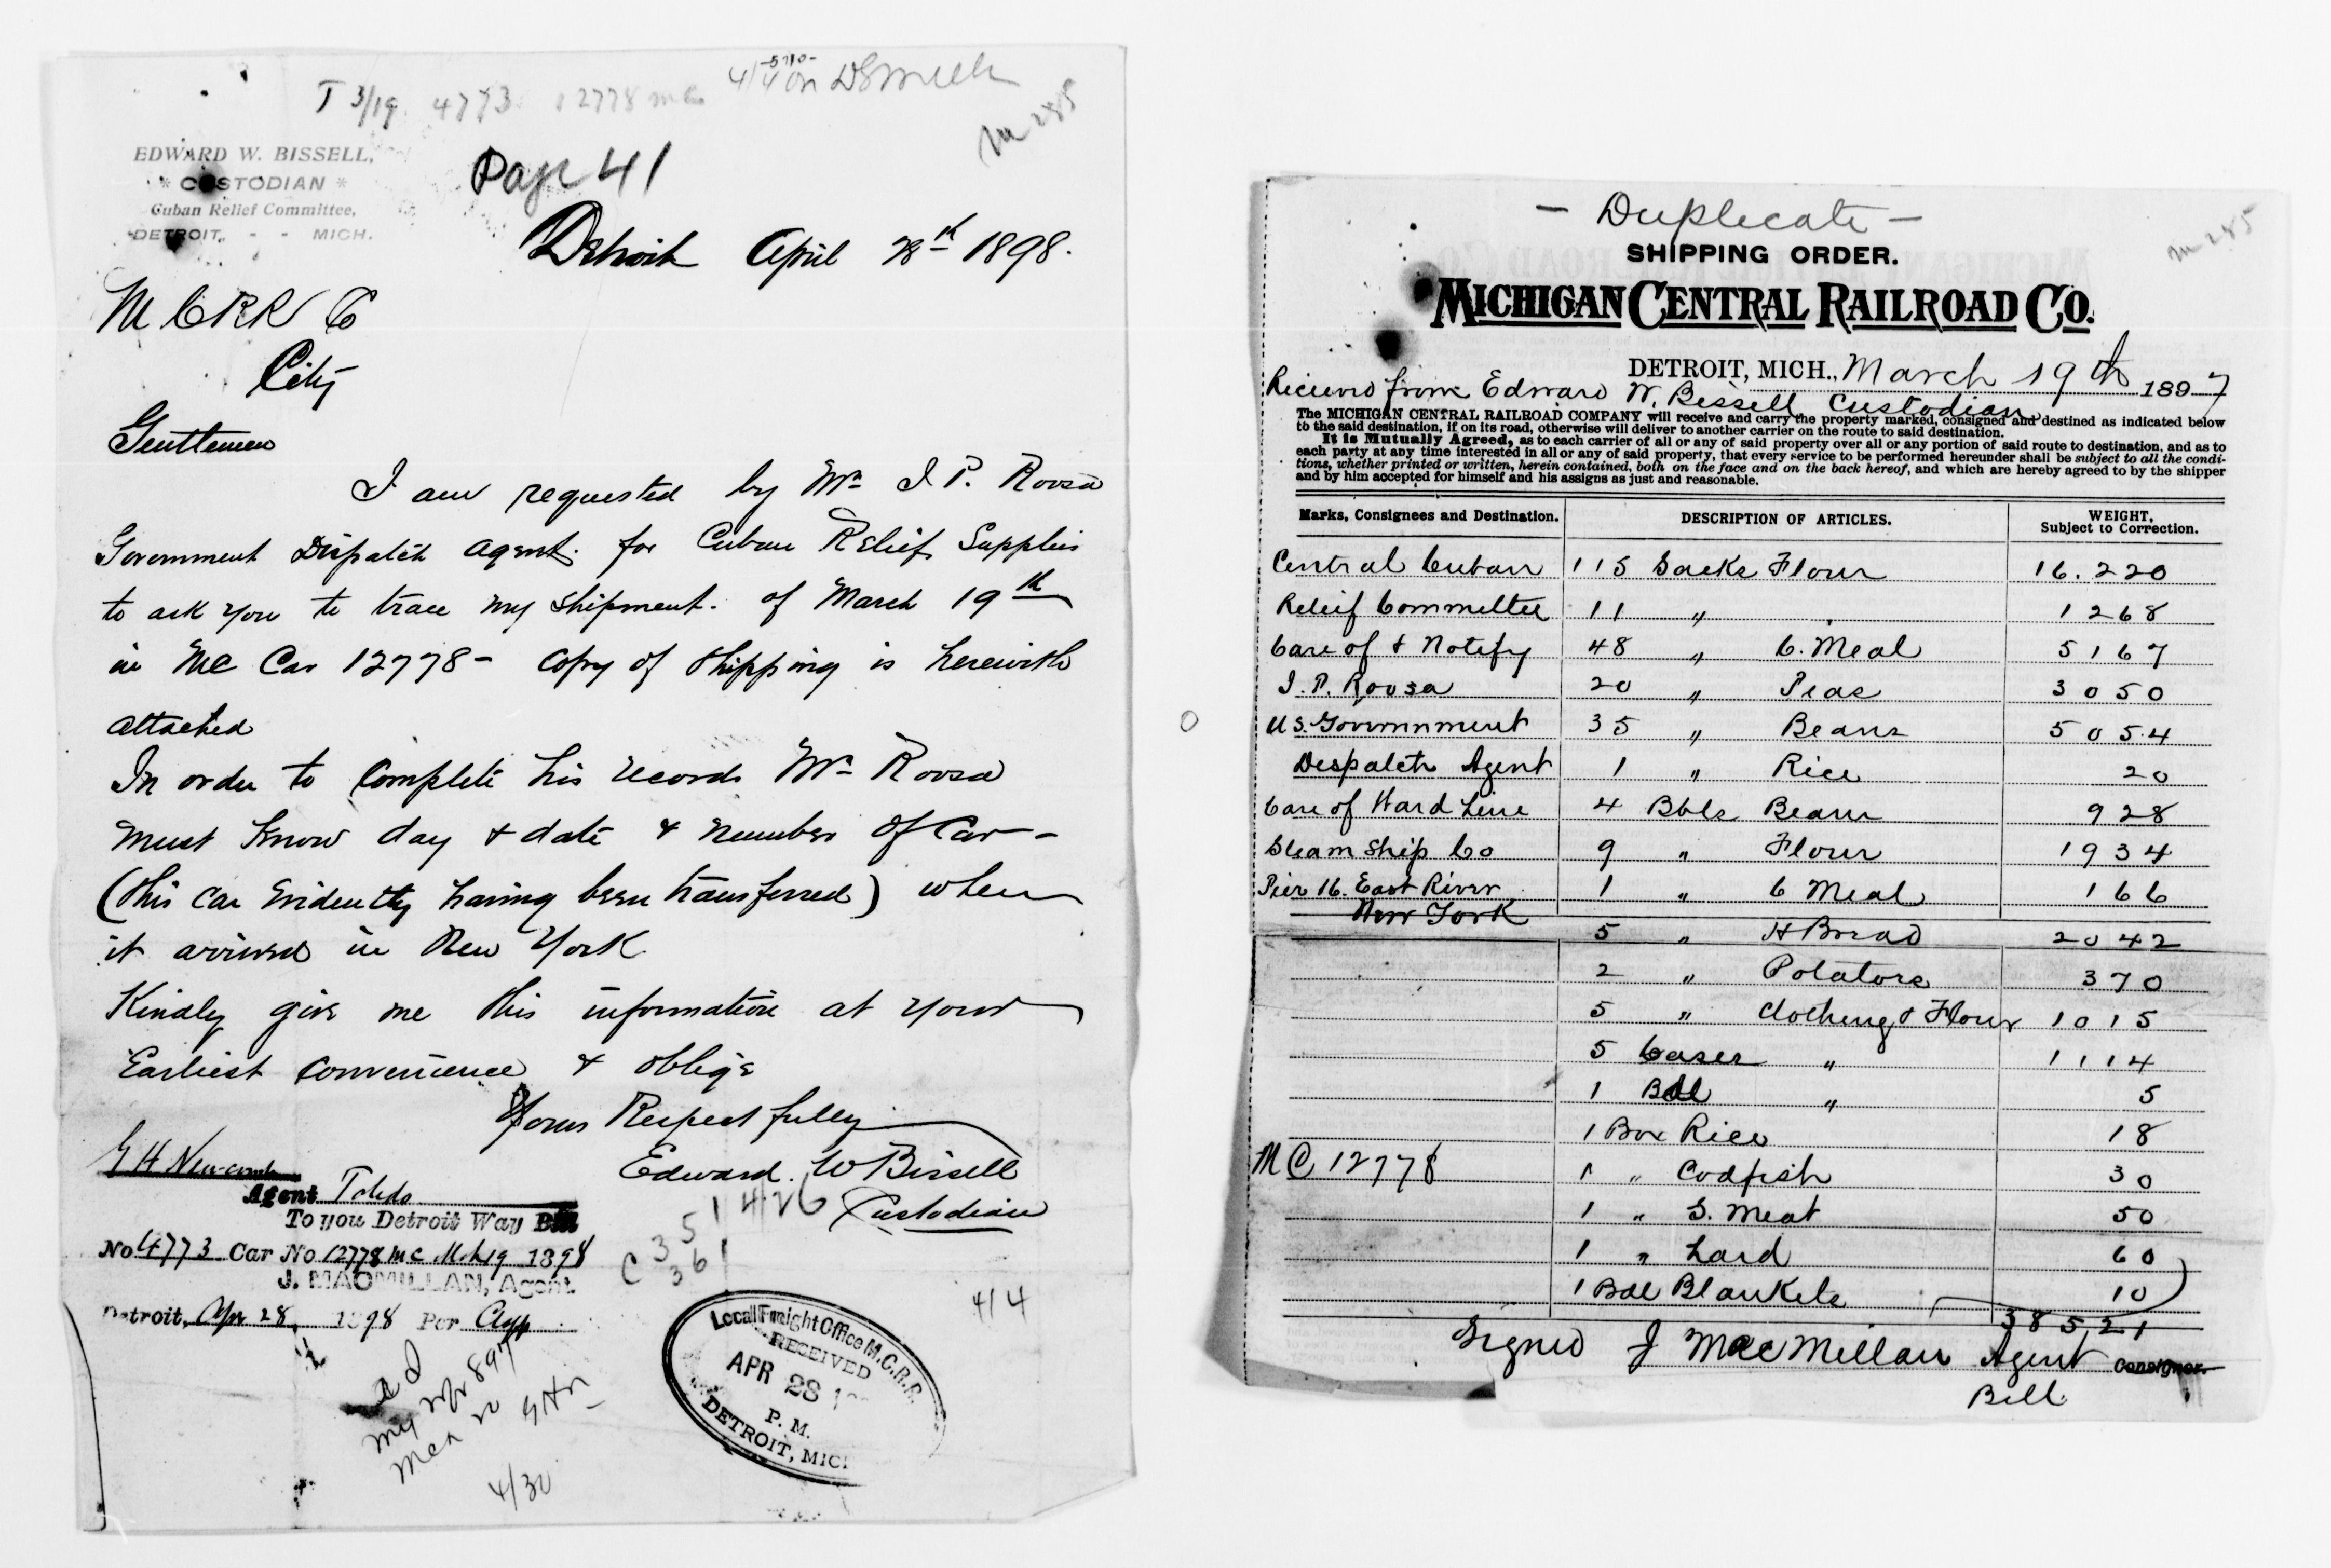 T 3/19 4773 12778 mc
4/4 on
M 285
EDWARD W. BISSELL,
* CUSTODIAN *
Cuban Relief Committee,
DETROIT, - - MICH.
Page 41
Detroit April 28th 1898.
M C R R Co
City
Gentlemen
I am requested by Mr I. P. Roosa
Government Dispatch Agent. for Cuban Relief Supplies
to ask you to trace my shipment. of March 19th
in MC Car 12778 - Copy of Shipping is herewith
attached
In order to complete his records Mr Roosa
must know day & date & number of Car -
(this car evidently having been transferred) when
it arrived in New York.
Kindly give me this information at your
Earliest convenience & oblige
Yours Respectfully
Edward. W Bissell
Custodian
G H Newcomb
Agent Toledo
To you Detroit Way Bill
No 4773 Car No 12778 mc Mch 19 1898
J. MACMILLAN, Agent.
Detroit, Apr 28, 1898 Per
C 35 1 4/26
36
4/4
Local Freight Office M.C.R.R.
RECEIVED
APR 28
P. M.
DETROIT, MICH
4/30
- Duplicate -
M 285
SHIPPING ORDER.
MICHIGAN CENTRAL RAILROAD CO.
DETROIT, MICH., March 19th 1897
Recieved from Edward W. Bissell Custodian
The MICHIGAN CENTRAL RAILROAD COMPANY will receive and carry the property marked, consigned and destined as indicated below
to the said destination, if on its road, otherwise will deliver to another carrier on the route to said destination.
It is Mutually Agreed, as to each carrier of all or any of said property over all or any portion of said route to destination, and as to
each party at any time interested in all or any of said property, that every service to be performed hereunder shall be subject to all the condi-
tions, whether printed or written, herein contained, both on the face and on the back hereof, and which are hereby agreed to by the shipper
and by him accepted for himself and his assigns as just and reasonable.
Marks, Consignees and Destination. DESCRIPTION OF ARTICLES. WEIGHT, Subject to Correction.
Central Cuban 115 Sacks Flour 16.220
Relief Committee 11 " 1268
Care of & Notify 48 " C. Meal 5167
I. P. Roosa 20 " Peas 3050
U S. Government 35 " Beans 5054
Despatch Agent 1 " Rice 20
Care of Ward Line 4 Bbls Beans 928
Steam Ship Co 9 " Flour 1934
Pier 16. East River 1 " C Meal 166
New York
5 " H Bread 2042
2 " Potatoes 370
5 " Clothing & Flour 1015
5 Cases " 1114
1 Bdl " 5
1 Box Rice 18
MC 12778 1 " Codfish 30
1 " S. Meat 50
1 " Lard 60
1 Bdl Blankets 10
38521
Signed J MacMillan Agent Consignor.
Bill